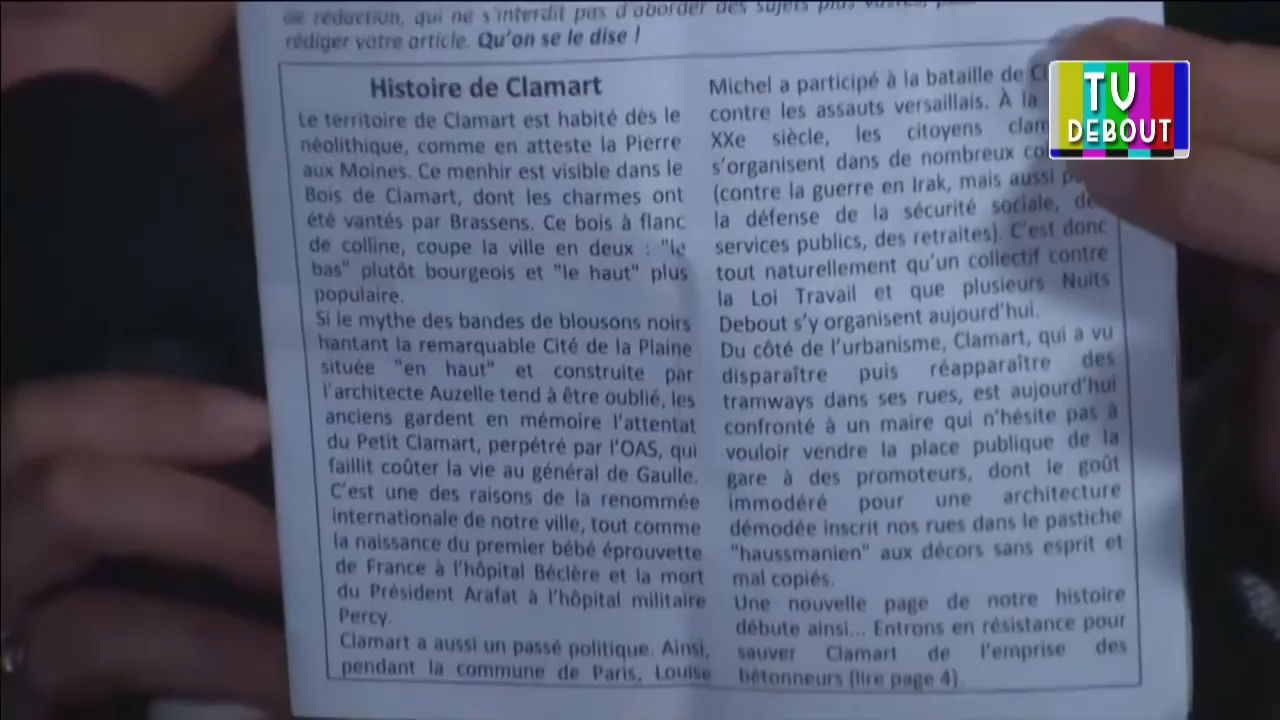 de rédaction, qui ne s'interdit pas d'aborder des sujets plus
rédiger votre article. Qu'on se le dise !
Histoire de Clamart
Le territoire de Clamart est habité dès le
néolithique, comme en atteste la Pierre
aux Moines. Ce menhir est visible dans le
Bois de Clamart, dont les charmes ont
été vantés par Brassens. Ce bois à flanc
de colline, coupe la ville en deux : "le
bas" plutôt bourgeois et "le haut" plus
populaire.
Si le mythe des bandes de blousons noirs
hantant la remarquable Cité de la Plaine
située "en haut" et construite par
l'architecte Auzelle tend à être oublié, les
anciens gardent en mémoire l'attentat
du Petit Clamart, perpétré par l'OAS, qui
faillit coûter la vie au général de Gaulle.
C'est une des raisons de la renommée
internationale de notre ville, tout comme
la naissance du premier bébé éprouvette
de France à l'hôpital Béclère et la mort
du Président Arafat à l'hôpital militaire
Percy.
Clamart a aussi un passé politique. Ainsi,
pendant la commune de Paris, Louise
Michel a participé à la bataille de
contre les assauts versaillais. À la
XXe siècle, les citoyens
s'organisent dans de nombreux
(contre la guerre en Irak, mais aussi
la défense de la sécurité sociale,
services publics, des retraites). C'est donc
tout naturellement qu'un collectif contre
la Loi Travail et que plusieurs Nuits
Debout s'y organisent aujourd'hui.
Du côté de l'urbanisme, Clamart, qui a vu
disparaître puis réapparaître des
tramways dans ses rues, est aujourd'hui
confronté à un maire qui n'hésite pas à
vouloir vendre la place publique de la
gare à des promoteurs, dont le goût
immodéré pour une architecture
démodée inscrit nos rues dans le pastiche
"haussmanien" aux décors sans esprit et
mal copiés.
Une nouvelle page de notre histoire
débute ainsi... Entrons en résistance pour
sauver Clamart de l'emprise des
bétonneurs (lire page 4).
TV
DEBOUT